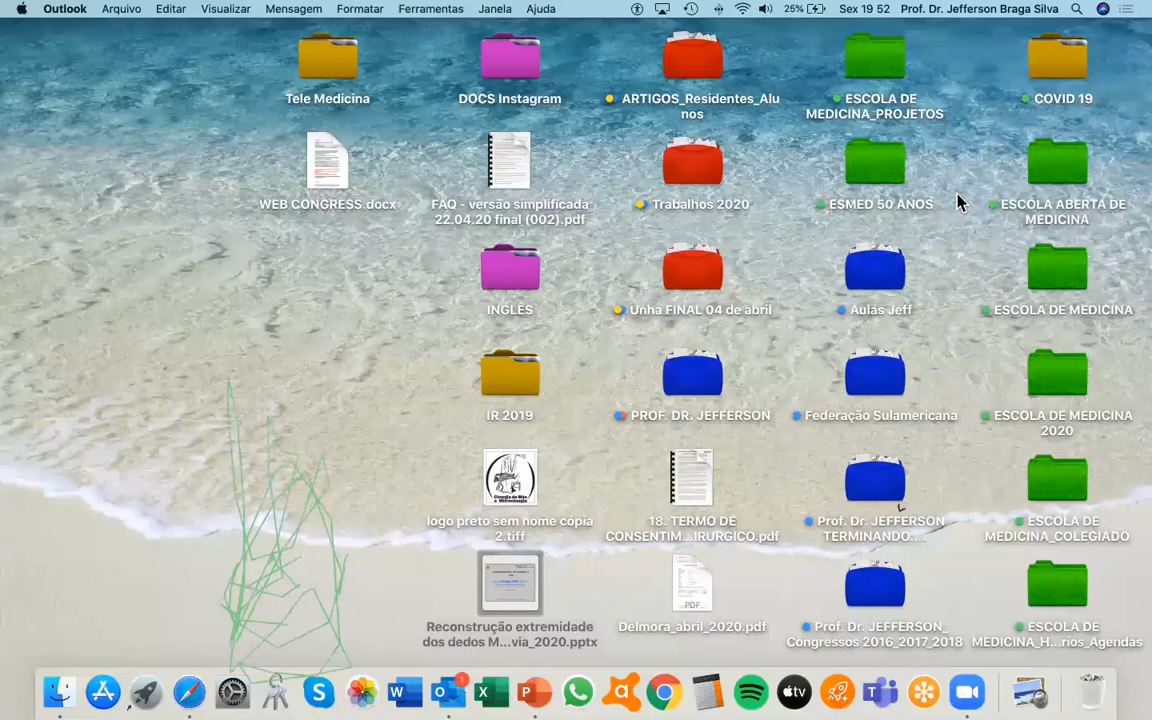 Outlook Arquivo Editar Visualizar Mensagem Formatar Ferramentas Janela Ajuda 25% Sex 19 52 Prof. Dr. Jefferson Braga Silva
Tele Medicina
DOCS Instagram
ARTIGOS_Residentes_Alu
nos
ESCOLA DE
MEDICINA_PROJETOS
COVID 19
WEB CONGRESS.docx
FAQ - versão simplificada
22.04.20 final (002).pdf
Trabalhos 2020
ESMED 50 ANOS
ESCOLA ABERTA DE
MEDICINA
INGLÊS
Unha FINAL 04 de abril
Aulas Jeff
ESCOLA DE MEDICINA
IR 2019
PROF. DR. JEFFERSON
Federação Sulamericana
ESCOLA DE MEDICINA
2020
logo preto sem nome cópia
2.tiff
18. TERMO DE
CONSENTIM...IRURGICO.pdf
Prof. Dr. JEFFERSON
TERMINANDO....
ESCOLA DE
MEDICINA_COLEGIADO
Reconstrução extremidade
dos dedos M...via_2020.pptx
PDF
Delmora_abril_2020.pdf
Prof. Dr. JEFFERSON_
Congressos 2016_2017_2018
ESCOLA DE
MEDICINA_H...rios_Agendas
1